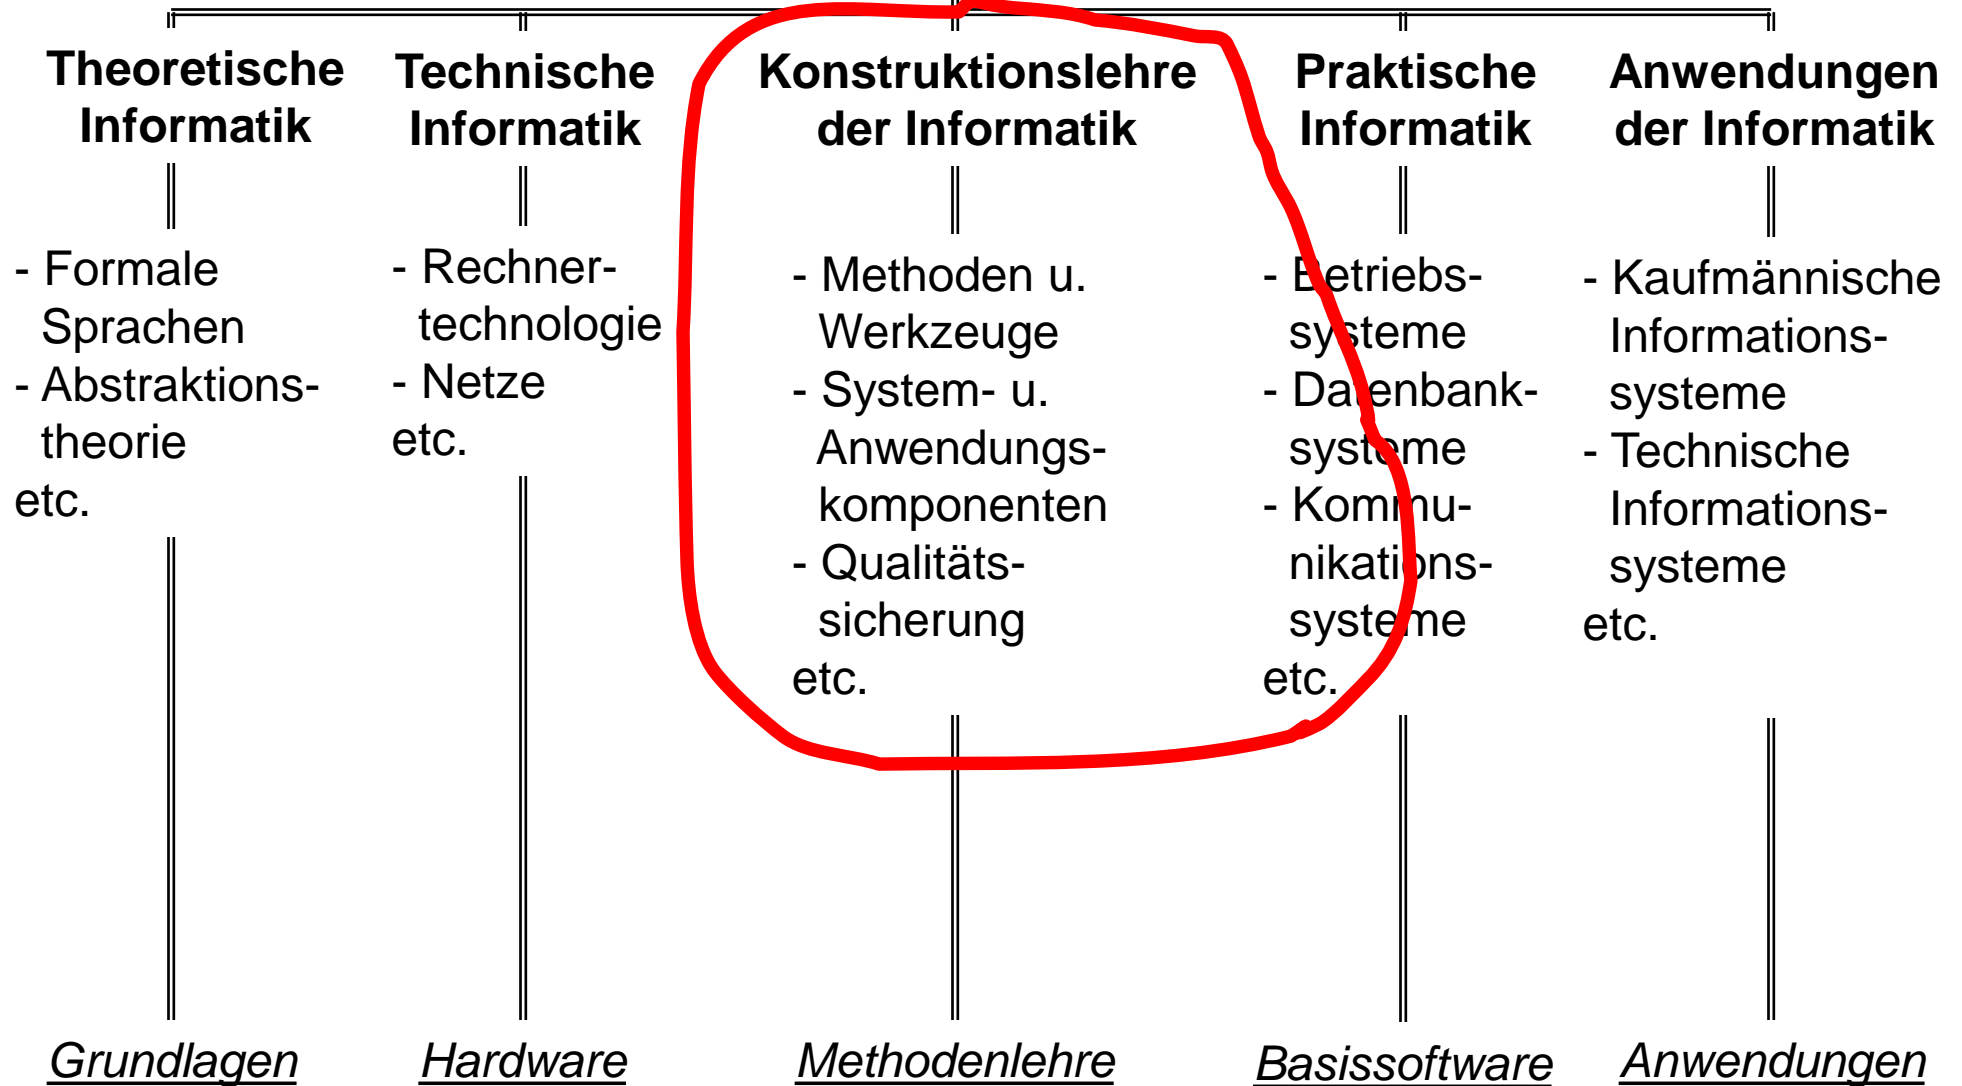 Theoretische
Informatik
- Formale
Sprachen
- Abstraktions-
theorie
etc.
Grundlagen
Technische
Informatik
- Rechner-
technologie
- Netze
etc.
Hardware
Konstruktionslehre
der Informatik
- Methoden u.
Werkzeuge
- System- u.
Anwendungs-
komponenten
- Qualitäts-
sicherung
etc.
Methodenlehre
Praktische
Informatik
- Betriebs-
systeme
- Datenbank-
systeme
- Kommu-
nikations-
systeme
etc.
Basissoftware
Anwendungen
der Informatik
- Kaufmännische
Informations-
systeme
- Technische
Informations-
systeme
etc.
Anwendungen